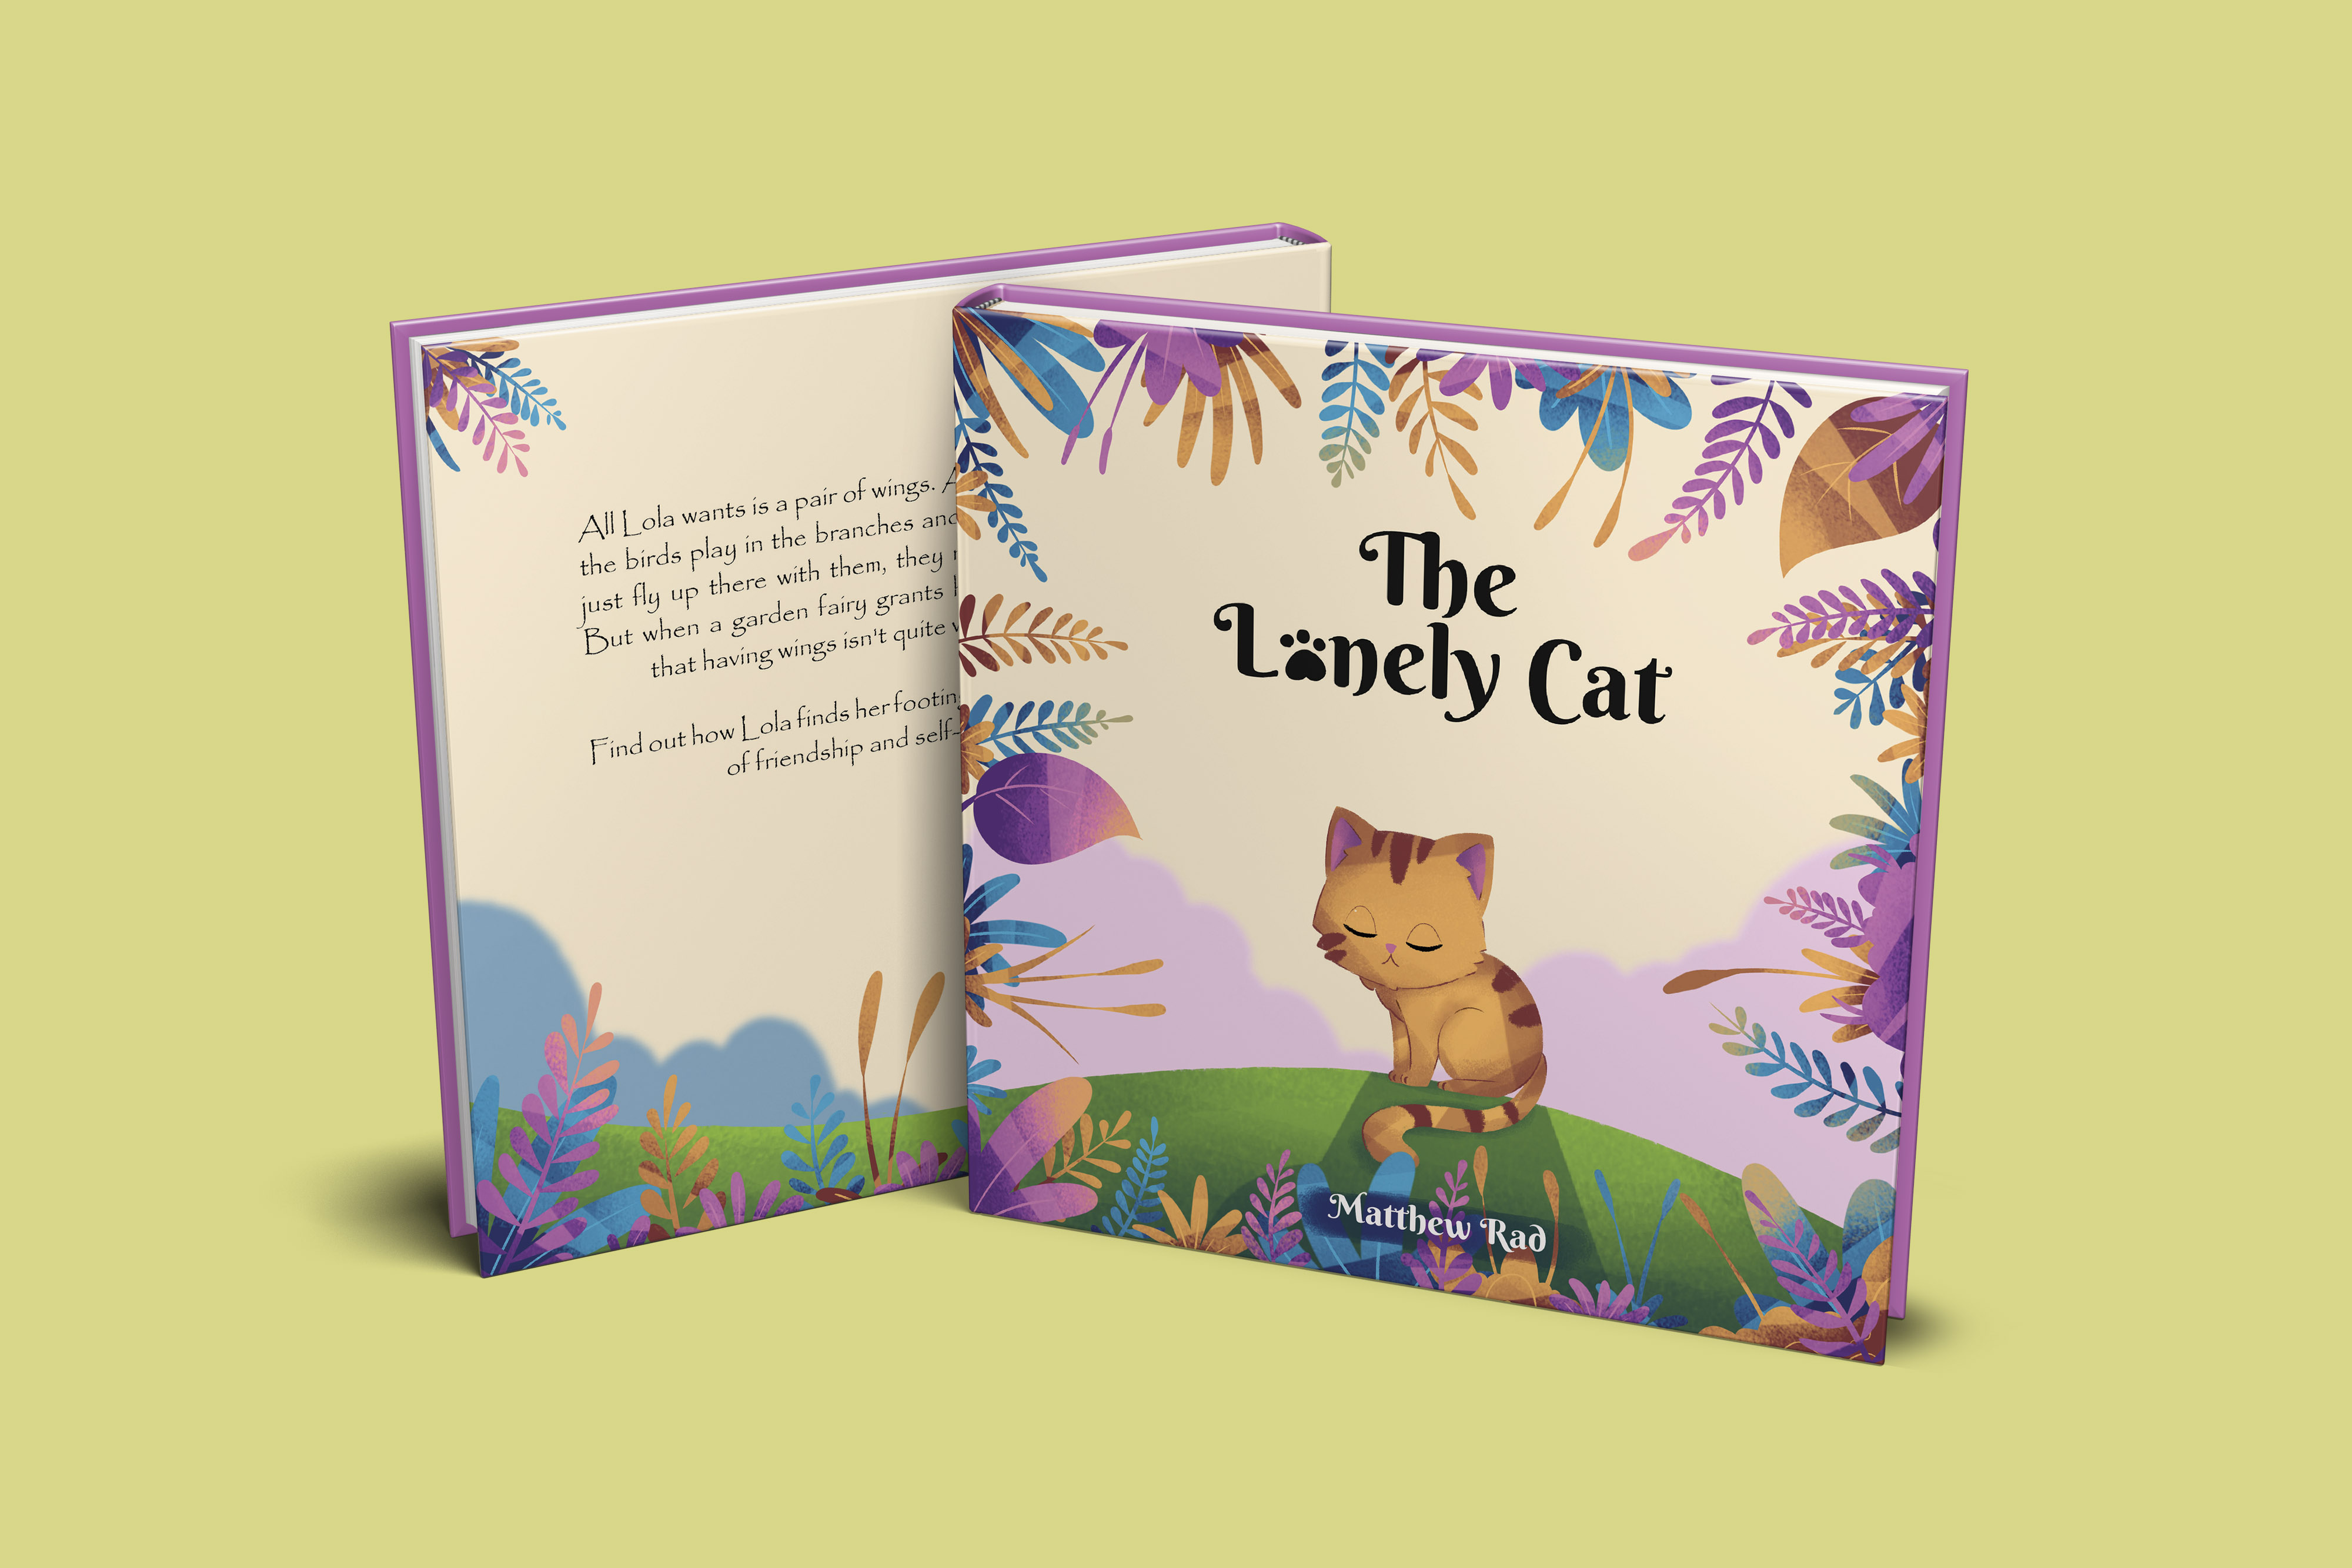 All Lola wants is a pair of wings.
the birds play in the branches and
just fly up there with them, they
But when a garden fairy grants
that having wings isn't quite
Find out how Lola finds her footing
of friendship and self-
The
Lonely Cat
Matthew Rad